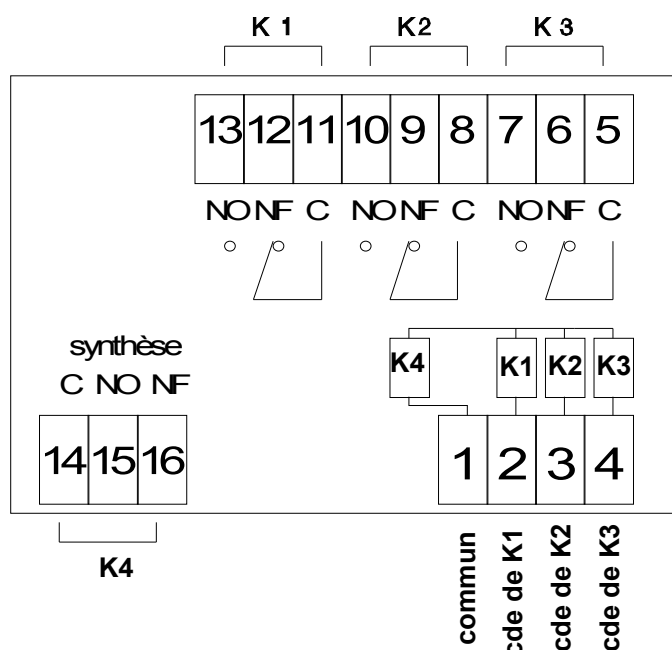 K 1 K2 K 3
13 12 11 10 9 8 7 6 5
NO NF C NO NF C NO NF C
synthèse
C NO NF
K4 K1 K2 K3
14 15 16
1 2 3 4
K4
commun
cde de K1
cde de K2
cde de K3